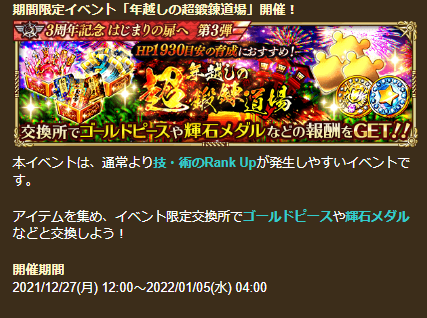 期間限定イベント「年越しの超鍛錬道場」開催！
3周年記念 はじまりの扉へ 第3弾
HP1930目安の育成におすすめ！
年越しの
超鍛錬道場
交換所でゴールドピースや輝石メダルなどの報酬をGET!!
本イベントは、通常より技・術のRank Upが発生しやすいイベントで
す。
アイテムを集め、イベント限定交換所でゴールドピースや輝石メダル
などと交換しよう！
開催期間
2021/12/27(月) 12:00～2022/01/05(水) 04:00